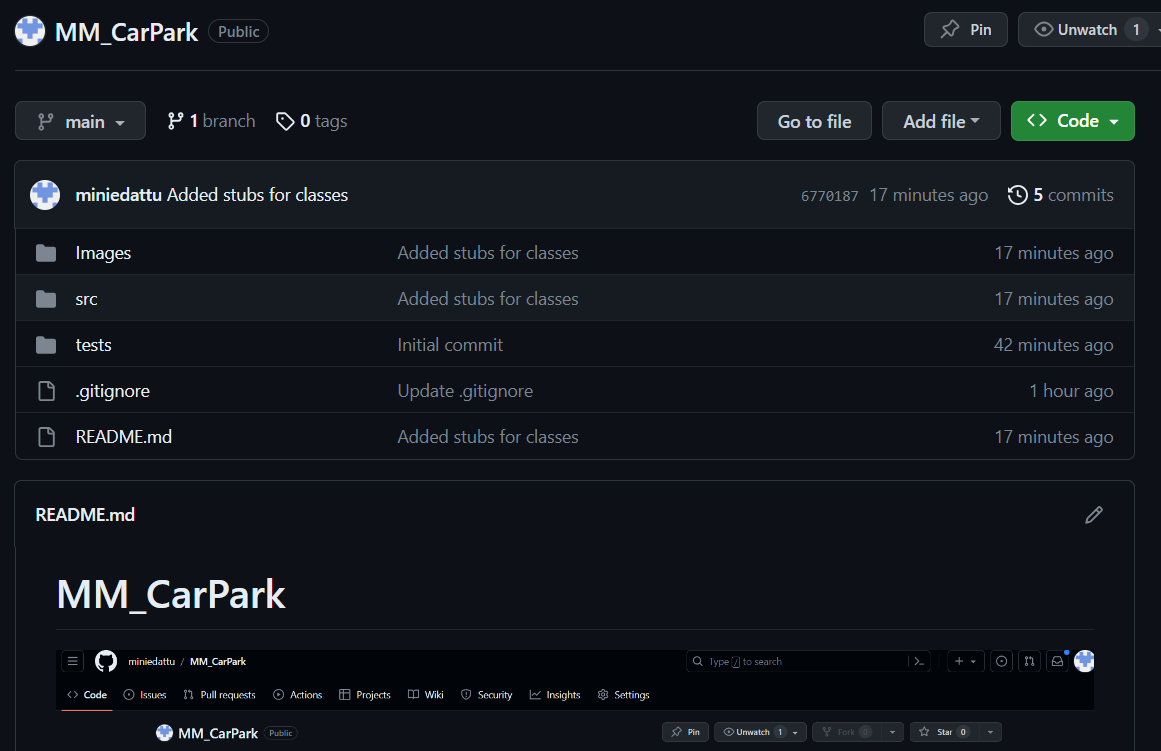 MM_CarPark Public Pin Unwatch 1
main 1 branch 0 tags Go to file Add file Code
miniedattu Added stubs for classes 6770187 17 minutes ago 5 commits
Images Added stubs for classes 17 minutes ago
src Added stubs for classes 17 minutes ago
tests Initial commit 42 minutes ago
.gitignore Update .gitignore 1 hour ago
README.md Added stubs for classes 17 minutes ago
README.md
MM_CarPark
miniedattu / MM_CarPark Type / to search
Code Issues Pull requests Actions Projects Wiki Security Insights Settings
MM_CarPark Public Pin Unwatch 1 Fork 0 Star 0